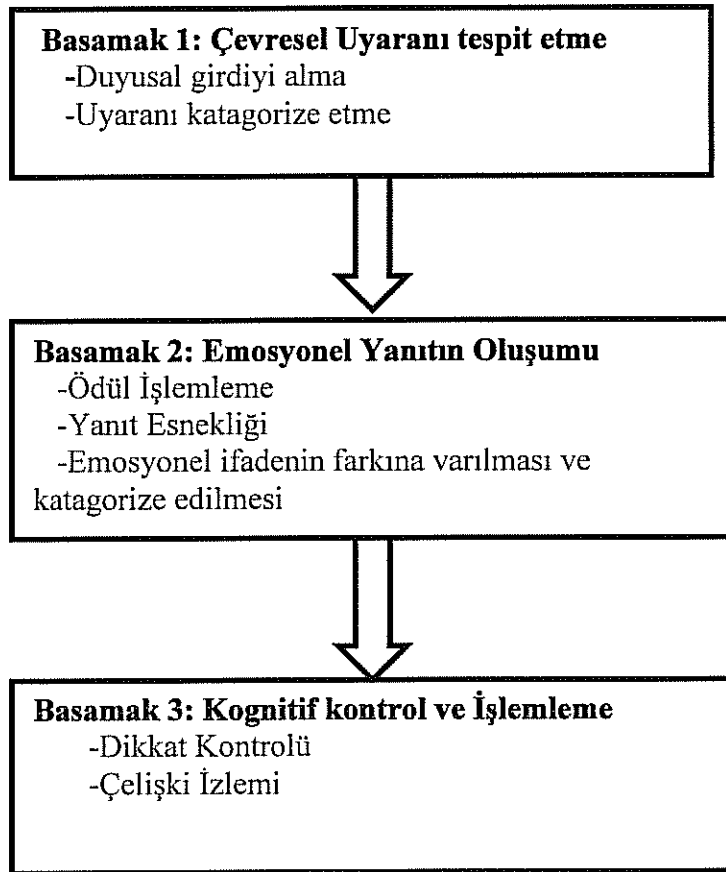 Basamak 1: Çevresel Uyaranı tespit etme
-Duyusal girdiyi alma
-Uyaranı katagorize etme
Basamak 2: Emosyonel Yanıtın Oluşumu
-Ödül İşlemleme
-Yanıt Esnekliği
-Emosyonel ifadenin farkına varılması ve
katagorize edilmesi
Basamak 3: Kognitif kontrol ve İşlemleme
-Dikkat Kontrolü
-Çelişki İzlemi